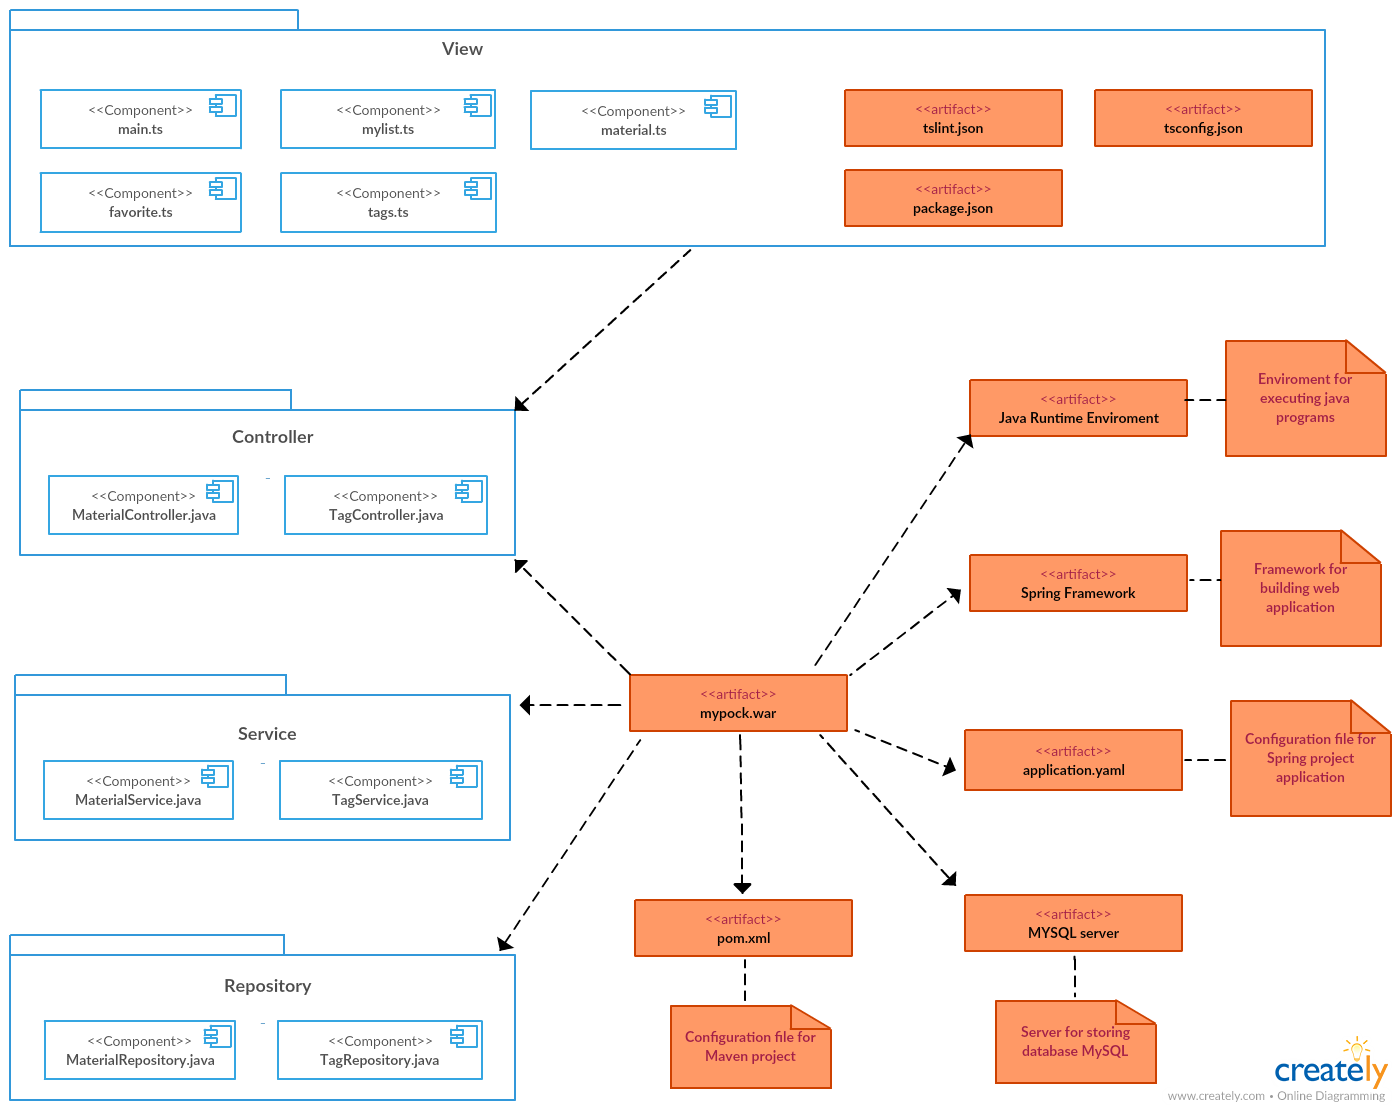 View
<<Component>>
main.ts
<<Component>>
mylist.ts
<<Component>>
material.ts
<<artifact>>
tslint.json
<<artifact>>
tsconfig.json
<<Component>>
favorite.ts
<<Component>>
tags.ts
<<artifact>>
package.json
Controller
<<Component>>
MaterialController.java
<<Component>>
TagController.java
<<artifact>>
Java Runtime Enviroment
Enviroment for
executing java
programs
<<artifact>>
Spring Framework
Framework for
building web
application
Service
<<Component>>
MaterialService.java
<<Component>>
TagService.java
<<artifact>>
mypock.war
<<artifact>>
application.yaml
Configuration file for
Spring project
application
Repository
<<Component>>
MaterialRepository.java
<<Component>>
TagRepository.java
<<artifact>>
pom.xml
Configuration file for
Maven project
<<artifact>>
MYSQL server
Server for storing
database MySQL
creately
www.creately.com • Online Diagramming